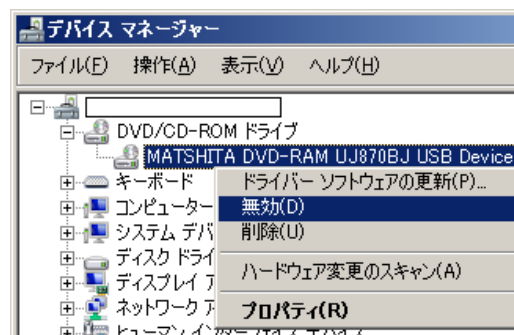 デバイス マネージャー
ファイル(F) 操作(A) 表示(V) ヘルプ(H)
DVD/CD-ROM ドライブ
MATSHITA DVD-RAM UJ870BJ USB Device
キーボード
ドライバー ソフトウェアの更新(P)...
コンピューター
無効(D)
システム デバ
削除(U)
ディスク ドライ
ディスプレイ ア
ハードウェア変更のスキャン(A)
ネットワーク ア
プロパティ(R)